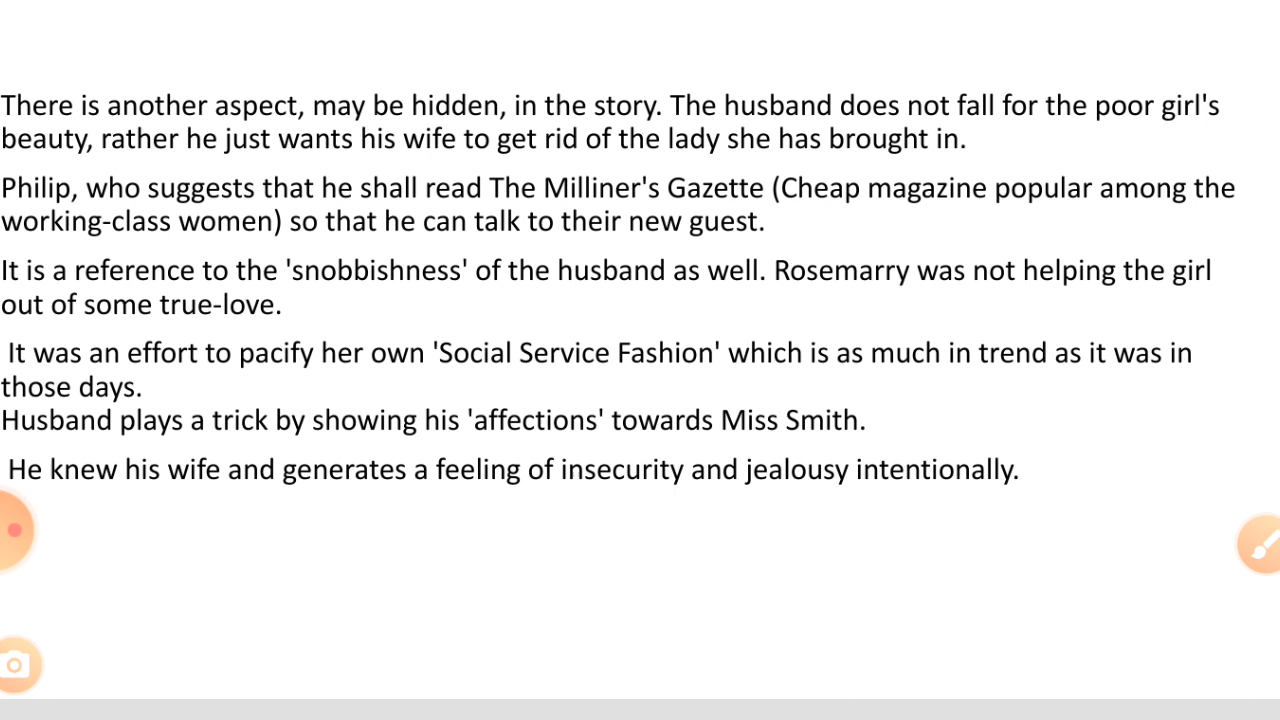 There is another aspect, may be hidden, in the story. The husband does not fall for the poor girl's
beauty, rather he just wants his wife to get rid of the lady she has brought in.
Philip, who suggests that he shall read The Milliner's Gazette (Cheap magazine popular among the
working-class women) so that he can talk to their new guest.
It is a reference to the 'snobbishness' of the husband as well. Rosemarry was not helping the girl
out of some true-love.
It was an effort to pacify her own 'Social Service Fashion' which is as much in trend as it was in
those days.
Husband plays a trick by showing his 'affections' towards Miss Smith.
He knew his wife and generates a feeling of insecurity and jealousy intentionally.